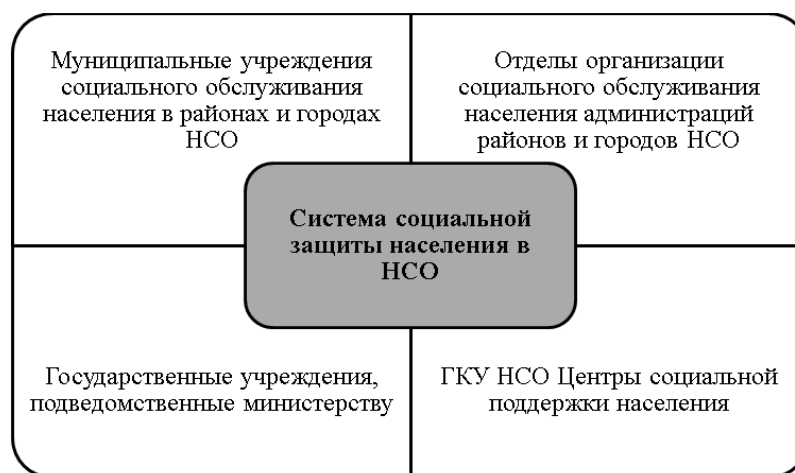 Муниципальные учреждения
социального обслуживания
населения в районах и городах
НСО
Отделы организации
социального обслуживания
населения администраций
районов и городов НСО
Система социальной
защиты населения в
НСО
Государственные учреждения,
подведомственные министерству
ГКУ НСО Центры социальной
поддержки населения